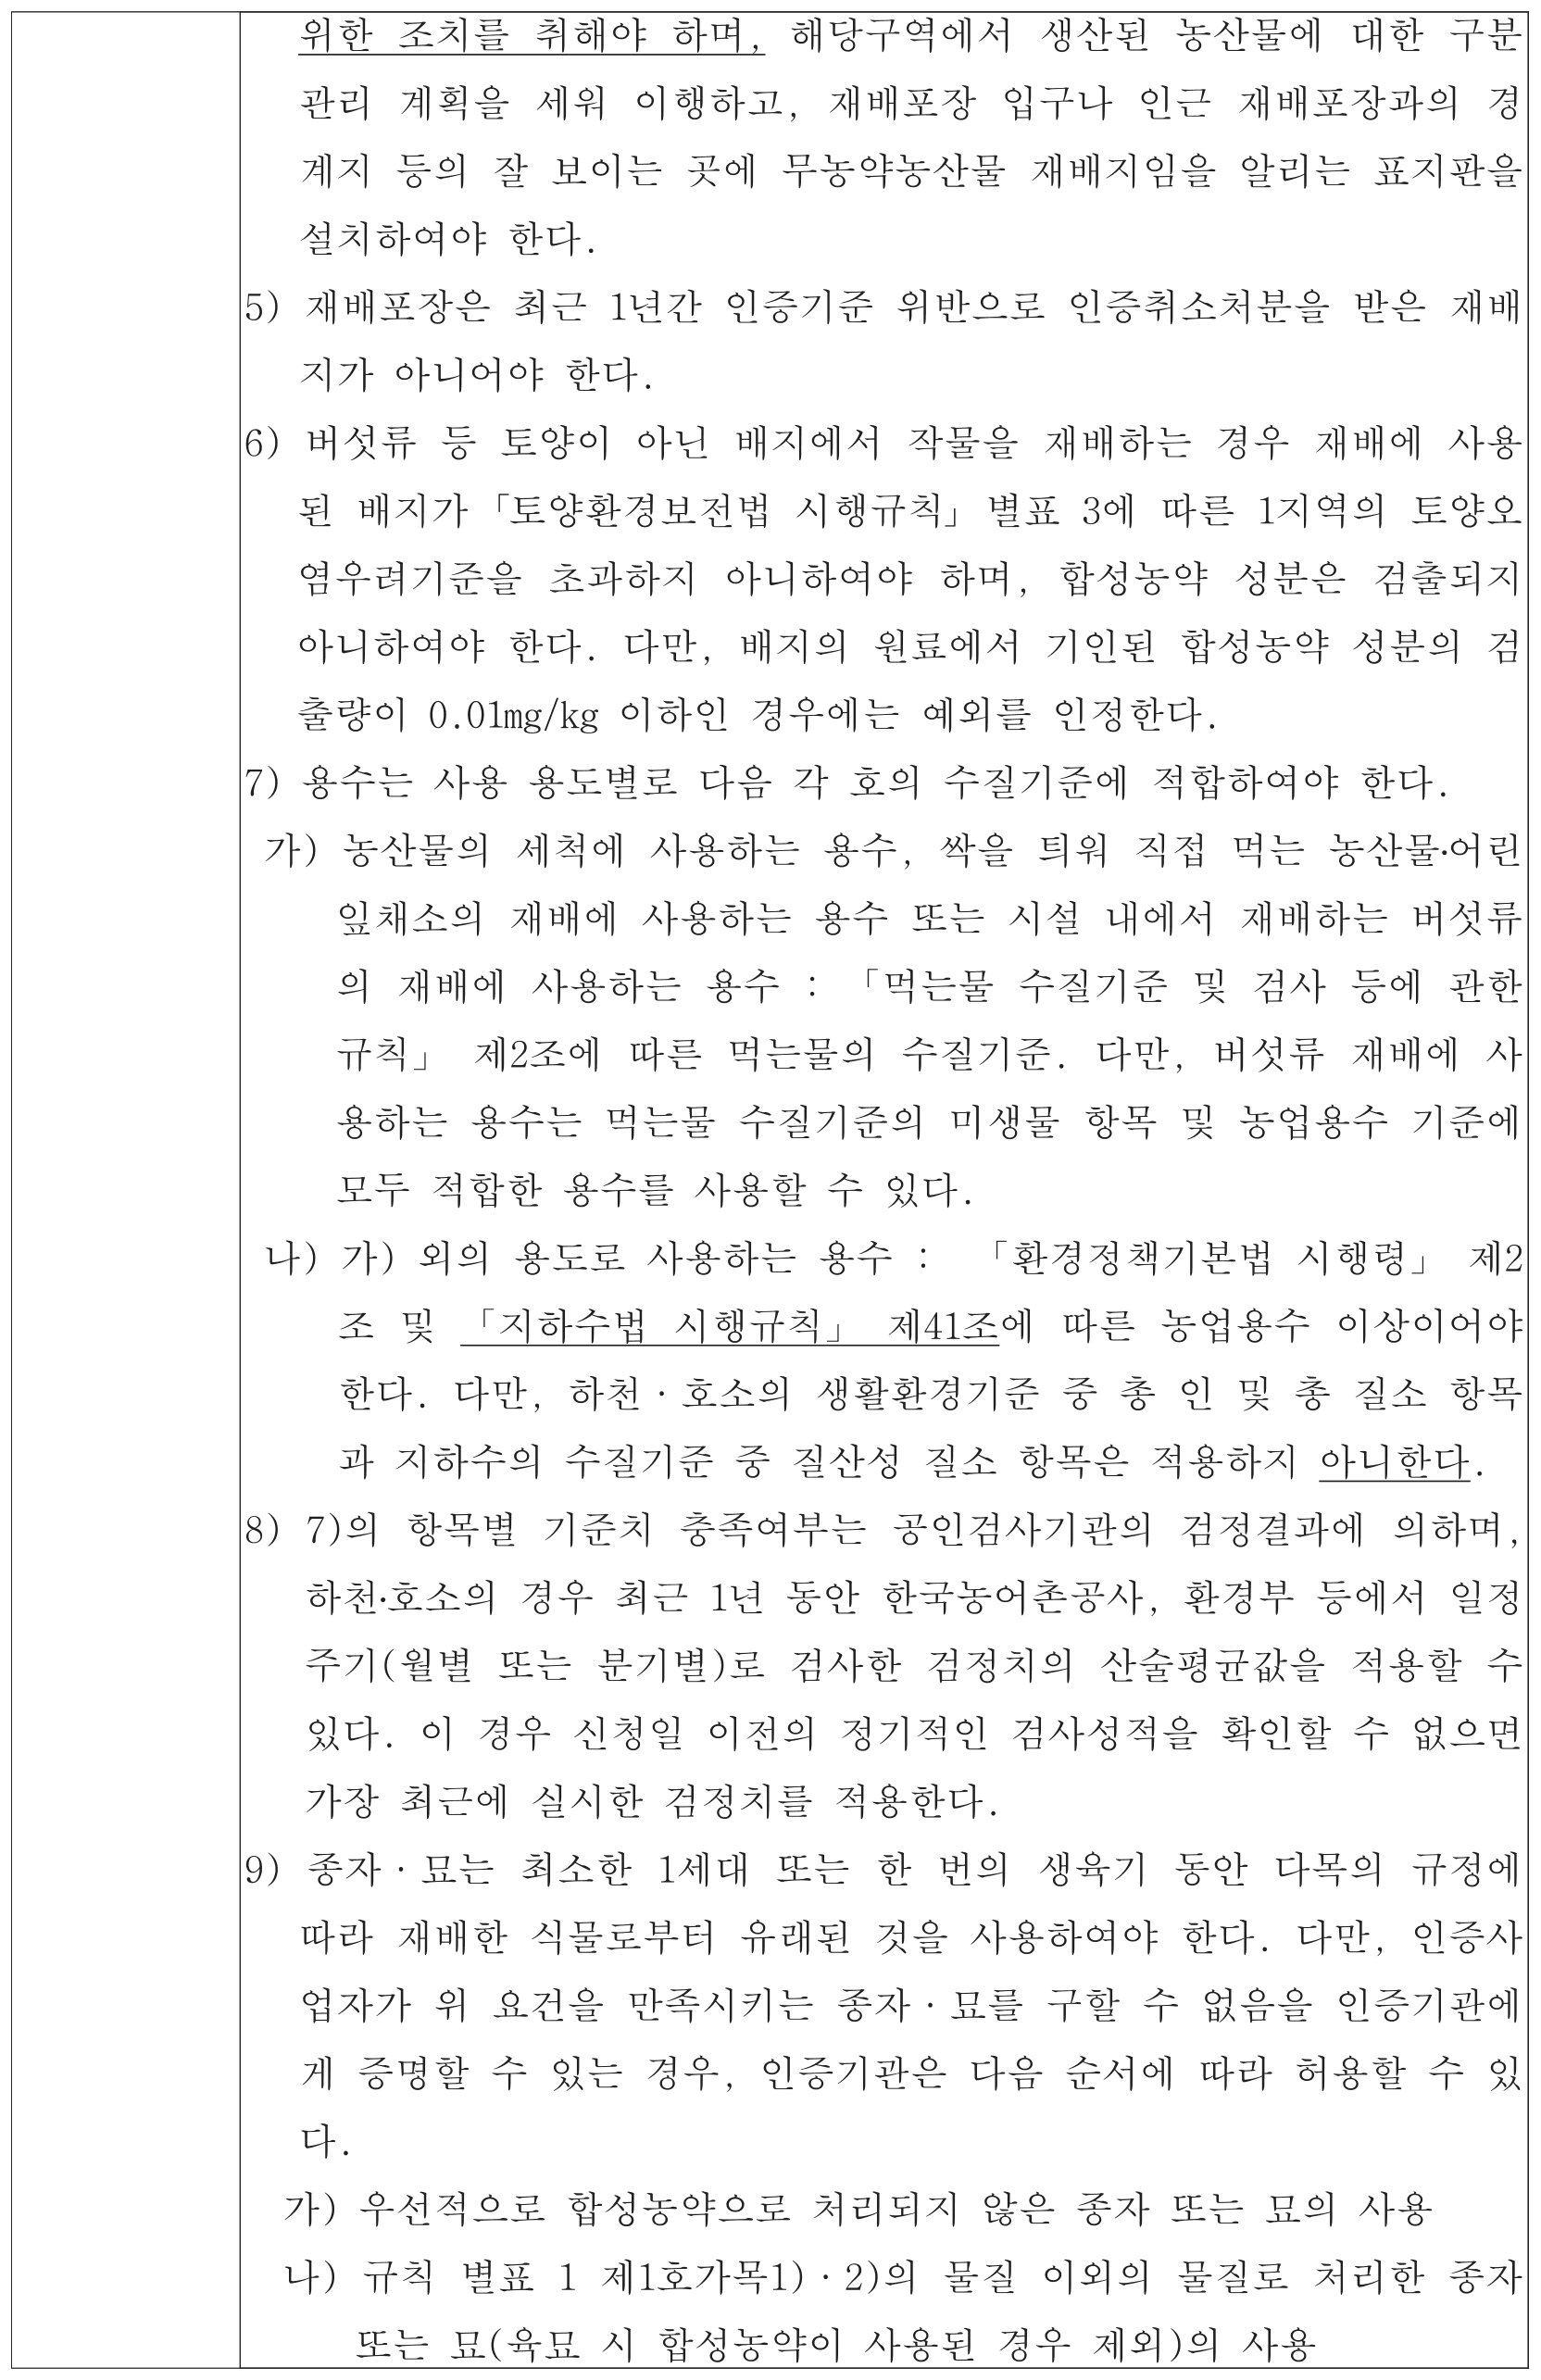 위한 조치를 취해야 하며, 해당구역에서 생산된 농산물에 대한 구분
관리 계획을 세워 이행하고, 재배포장 입구나 인근 재배포장과의 경
계지 등의 잘 보이는 곳에 무농약농산물 재배지임을 알리는 표지판을
설치하여야 한다.
5) 재배포장은 최근 1년간 인증기준 위반으로 인증취소처분을 받은 재배
지가 아니어야 한다.
6) 버섯류 등 토양이 아닌 배지에서 작물을 재배하는 경우 재배에 사용
된 배지가「토양환경보전법 시행규칙」별표 3에 따른 1지역의 토양오
염우려기준을 초과하지 아니하여야 하며, 합성농약 성분은 검출되지
아니하여야 한다. 다만, 배지의 원료에서 기인된 합성농약 성분의 검
출량이 0.01mg/kg 이하인 경우에는 예외를 인정한다.
7) 용수는 사용 용도별로 다음 각 호의 수질기준에 적합하여야 한다.
가) 농산물의 세척에 사용하는 용수, 싹을 틔워 직접 먹는 농산물·어린
잎채소의 재배에 사용하는 용수 또는 시설 내에서 재배하는 버섯류
의 재배에 사용하는 용수 : 「먹는물 수질기준 및 검사 등에 관한
규칙」 제2조에 따른 먹는물의 수질기준. 다만, 버섯류 재배에 사
용하는 용수는 먹는물 수질기준의 미생물 항목 및 농업용수 기준에
모두 적합한 용수를 사용할 수 있다.
나) 가) 외의 용도로 사용하는 용수 : 「환경정책기본법 시행령」 제2
조 및 「지하수법 시행규칙」 제41조에 따른 농업용수 이상이어야
한다. 다만, 하천ㆍ호소의 생활환경기준 중 총 인 및 총 질소 항목
과 지하수의 수질기준 중 질산성 질소 항목은 적용하지 아니한다.
8) 7)의 항목별 기준치 충족여부는 공인검사기관의 검정결과에 의하며,
하천·호소의 경우 최근 1년 동안 한국농어촌공사, 환경부 등에서 일정
주기(월별 또는 분기별)로 검사한 검정치의 산술평균값을 적용할 수
있다. 이 경우 신청일 이전의 정기적인 검사성적을 확인할 수 없으면
가장 최근에 실시한 검정치를 적용한다.
9) 종자ㆍ묘는 최소한 1세대 또는 한 번의 생육기 동안 다목의 규정에
따라 재배한 식물로부터 유래된 것을 사용하여야 한다. 다만, 인증사
업자가 위 요건을 만족시키는 종자ㆍ묘를 구할 수 없음을 인증기관에
게 증명할 수 있는 경우, 인증기관은 다음 순서에 따라 허용할 수 있
다.
가) 우선적으로 합성농약으로 처리되지 않은 종자 또는 묘의 사용
나) 규칙 별표 1 제1호가목1)ㆍ2)의 물질 이외의 물질로 처리한 종자
또는 묘(육묘 시 합성농약이 사용된 경우 제외)의 사용